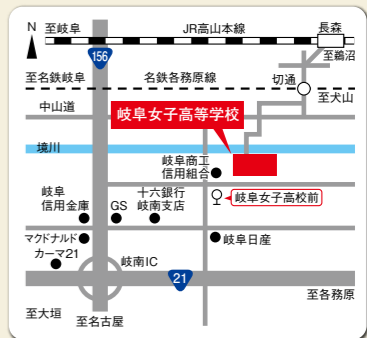 N
至岐阜
JR高山本線
長森
至鵜沼
156
至名鉄岐阜
名鉄各務原線
切通
至犬山
中山道
岐阜女子高等学校
境川
岐阜商工
信用組合
岐阜
信用金庫
GS
十六銀行
岐南支店
岐阜女子高校前
マクドナルド
カーマ21
岐南IC
岐阜日産
21
至各務原
至大垣
至名古屋